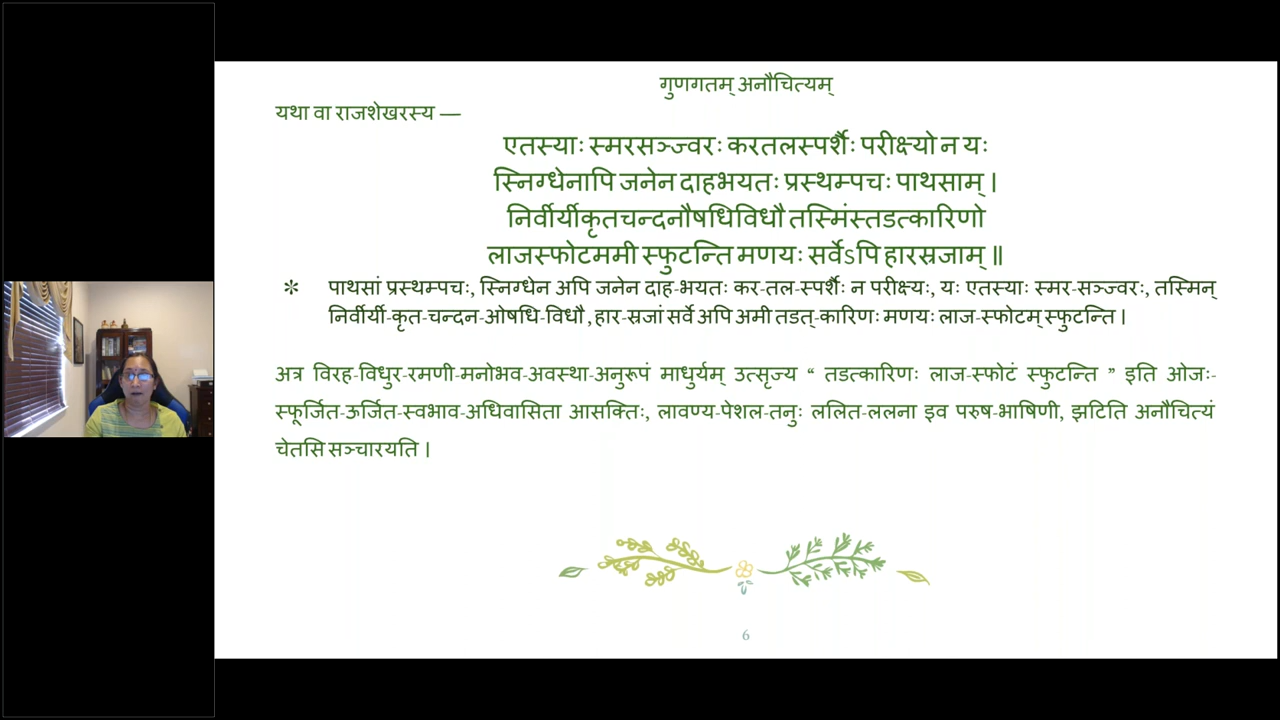 गुणगतम् अनौचित्यम्
यथा वा राजशेखरस्य —
एतस्याः स्मरसञ्ज्वरः करतलस्पर्शैः परीक्ष्यो न यः
स्निग्धेनापि जनेन दाहभयतः प्रस्थम्पचः पाथसाम् ।
निर्वीर्यीकृतचन्दनौषधिविधौ तस्मिंस्तडत्कारिणो
लाजस्फोटममी स्फुटन्ति मणयः सर्वेऽपि हारस्रजाम् ॥
✻ पाथसां प्रस्थम्पचः, स्निग्धेन अपि जनेन दाह-भयतः कर-तल-स्पर्शैः न परीक्ष्यः, यः एतस्याः स्मर-सञ्ज्वरः, तस्मिन्
निर्वीर्यी-कृत-चन्दन-ओषधि-विधौ, हार-स्रजां सर्वे अपि अमी तडत्-कारिणः मणयः लाज-स्फोटम् स्फुटन्ति ।
अत्र विरह-विधुर-रमणी-मनोभव-अवस्था-अनुरूपं माधुर्यम् उत्सृज्य “ तडत्कारिणः लाज-स्फोटं स्फुटन्ति ” इति ओजः-
स्फूर्जित-ऊर्जित-स्वभाव-अधिवासिता आसक्तिः, लावण्य-पेशल-तनुः ललित-ललना इव परुष-भाषिणी, झटिति अनौचित्यं
चेतसि सञ्चारयति ।
6